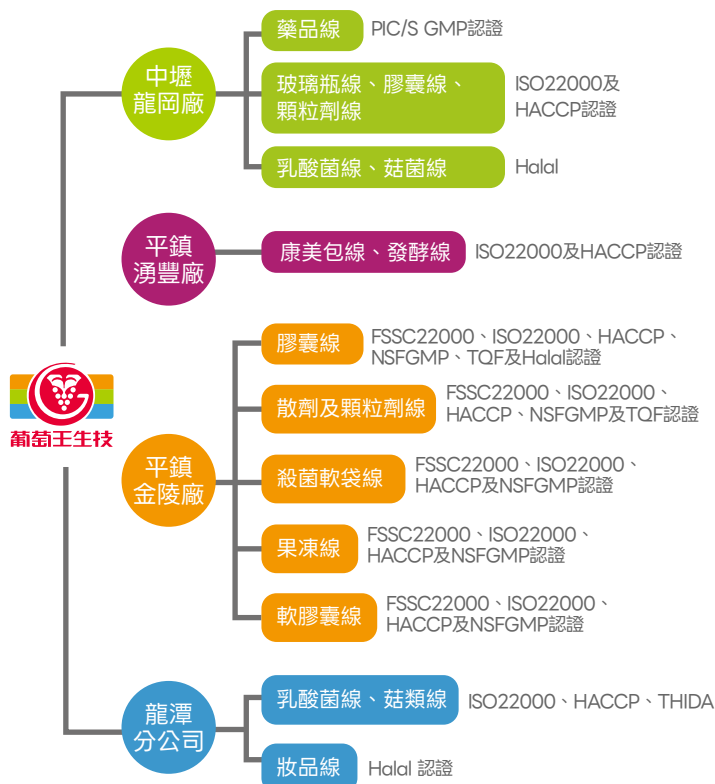 中壢
龍岡廠
藥品線
PIC/S GMP認證
玻璃瓶線、膠囊線、
顆粒劑線
ISO22000及
HACCP認證
乳酸菌線、菇菌線
Halal
平鎮
湧豐廠
康美包線、發酵線
ISO22000及HACCP認證
葡萄王生技
平鎮
金陵廠
膠囊線
FSSC22000、ISO22000、HACCP、
NSFGMP、TQF及Halal認證
散劑及顆粒劑線
FSSC22000、ISO22000、
HACCP、NSFGMP及TQF認證
殺菌軟袋線
FSSC22000、ISO22000、
HACCP及NSFGMP認證
果凍線
FSSC22000、ISO22000、
HACCP及NSFGMP認證
軟膠囊線
FSSC22000、ISO22000、
HACCP及NSFGMP認證
龍潭
分公司
乳酸菌線、菇類線
ISO22000、HACCP、THIDA
妝品線
Halal 認證